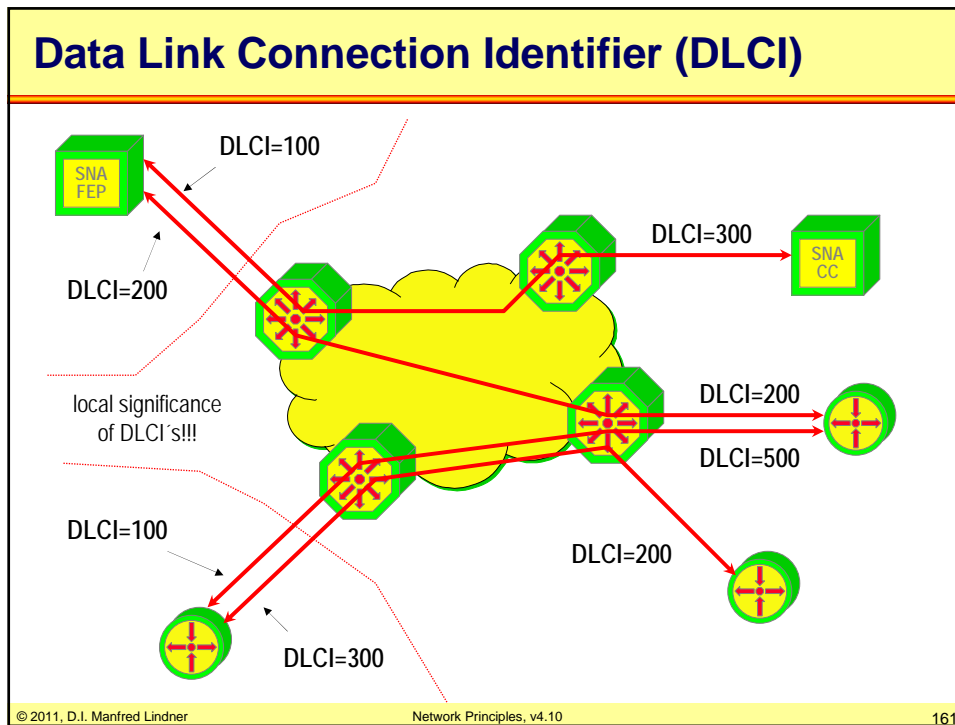 Data Link Connection Identifier (DLCI)
DLCI=100
SNA
FEP
DLCI=300
SNA
CC
DLCI=200
local significance
of DLCI´s!!!
DLCI=200
DLCI=500
DLCI=100
DLCI=200
DLCI=300
© 2011, D.I. Manfred Lindner
Network Principles, v4.10
161